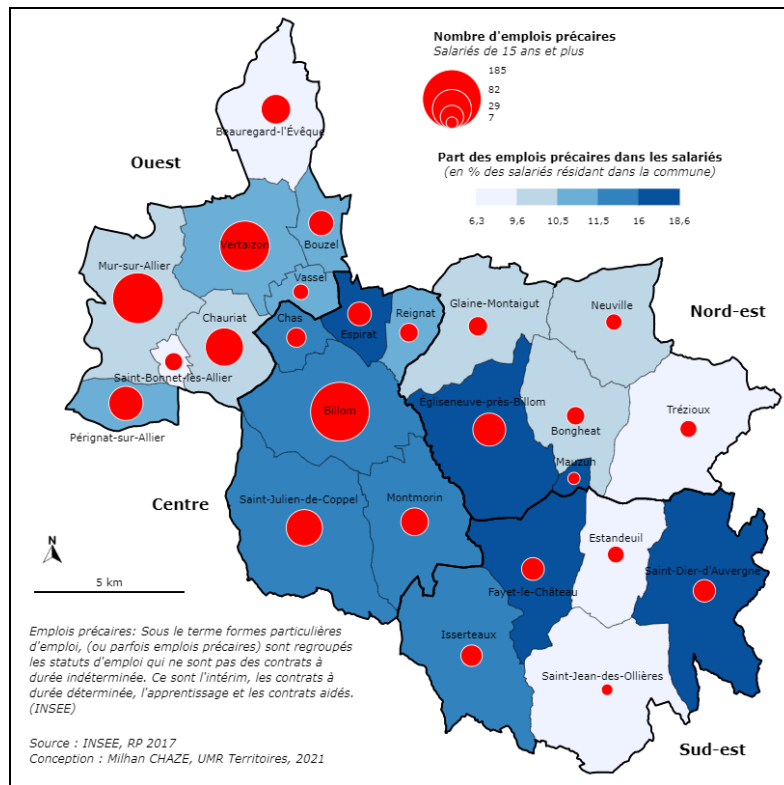 Nombre d'emplois précaires
Salariés de 15 ans et plus
185
82
29
7
Part des emplois précaires dans les salariés
(en % des salariés résidant dans la commune)
6,3 9,6 10,5 11,5 16 18,6
Beauregard-l'Évêque
Ouest
Vertaizon
Bouzel
Mur-sur-Allier
Vassel
Glaine-Montaigut
Neuville
Nord-est
Chauriat
Chas
Espirat
Reignat
Saint-Bonnet-lès-Allier
Billom
Égliseneuve-près-Billom
Trézioux
Bongheat
Pérignat-sur-Allier
Mauzun
Centre
Saint-Julien-de-Coppel
Montmorin
Estandeuil
N
Saint-Dier-d'Auvergne
5 km
Fayet-le-Château
Isserteaux
Saint-Jean-des-Ollières
Sud-est
Emplois précaires: Sous le terme formes particulières
d'emploi, (ou parfois emplois précaires) sont regroupés
les statuts d'emploi qui ne sont pas des contrats à
durée indéterminée. Ce sont l'intérim, les contrats à
durée déterminée, l'apprentissage et les contrats aidés.
(INSEE)
Source : INSEE, RP 2017
Conception : Milhan CHAZE, UMR Territoires, 2021